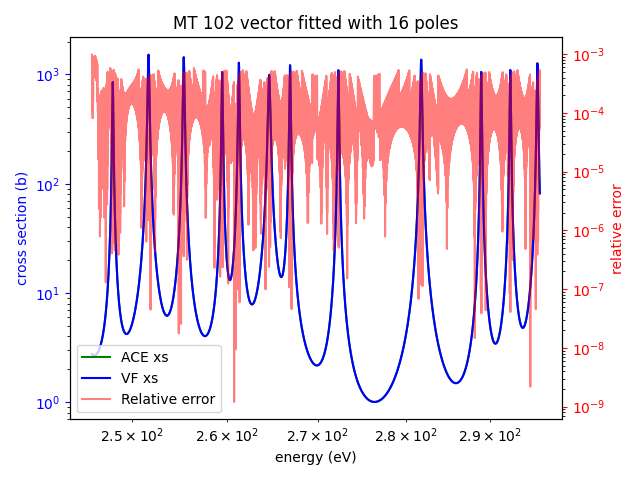 MT 102 vector fitted with 16 poles
10³
10²
10¹
10⁰
cross section (b)
10⁻³
10⁻⁴
10⁻⁵
10⁻⁶
10⁻⁷
10⁻⁸
10⁻⁹
relative error
ACE xs
VF xs
Relative error
2.5 × 10² 2.6 × 10² 2.7 × 10² 2.8 × 10² 2.9 × 10²
energy (eV)